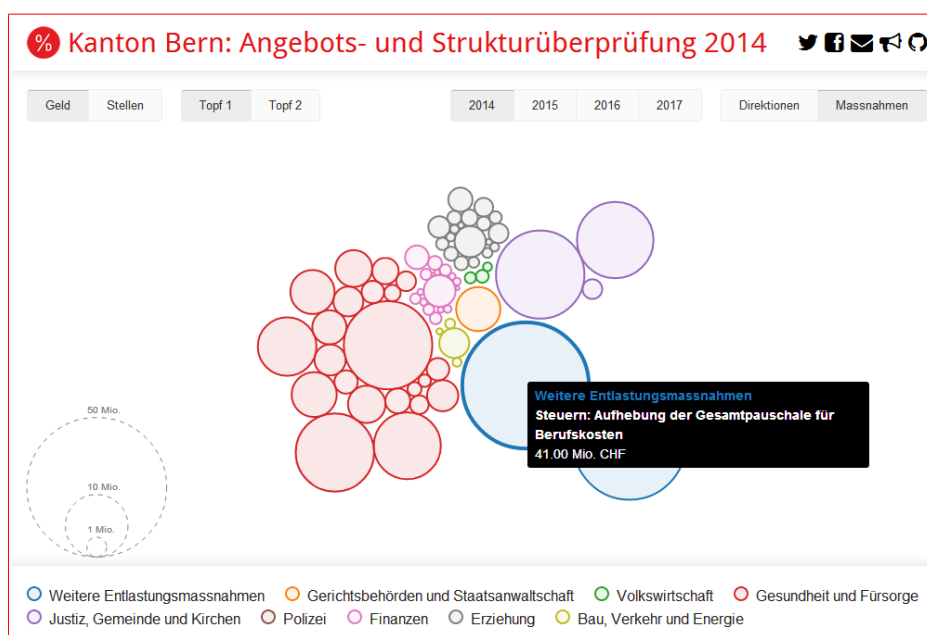 % Kanton Bern: Angebots- und Strukturüberprüfung 2014
Geld Stellen Topf 1 Topf 2 2014 2015 2016 2017 Direktionen Massnahmen
Weitere Entlastungsmassnahmen
Steuern: Aufhebung der Gesamtpauschale für
Berufskosten
41.00 Mio. CHF
50 Mio.
10 Mio.
1 Mio.
Weitere Entlastungsmassnahmen Gerichtsbehörden und Staatsanwaltschaft Volkswirtschaft Gesundheit und Fürsorge
Justiz, Gemeinde und Kirchen Polizei Finanzen Erziehung Bau, Verkehr und Energie